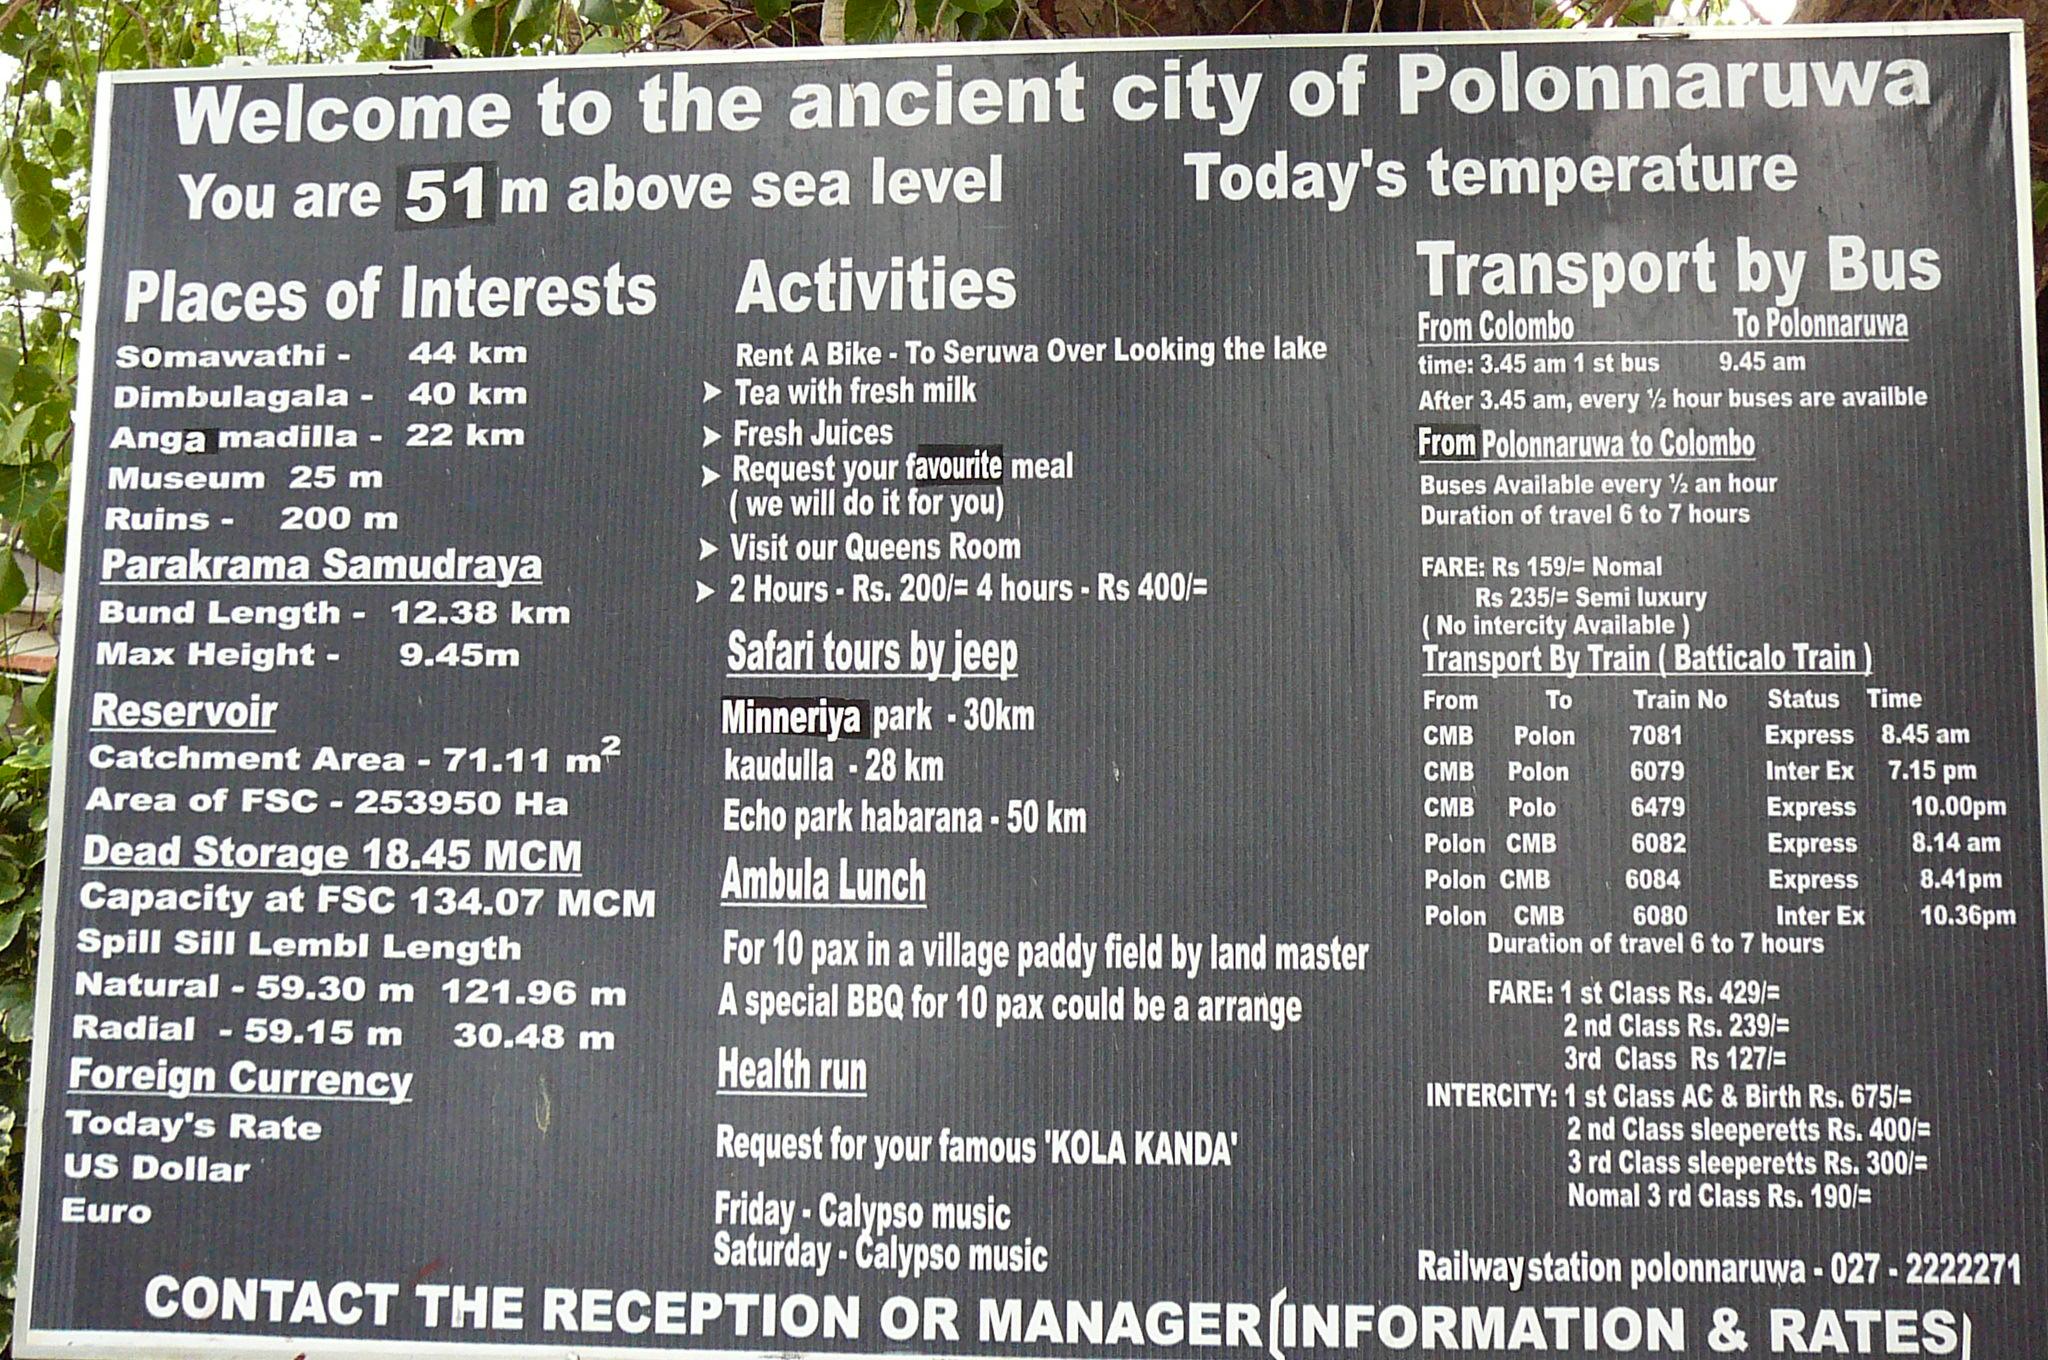 Welcome to the ancient city of Polonnaruwa
You are 51 m above sea level
Today's temperature
Places of Interests
Somawathi - 44 km
Dimbulagala - 40 km
Anga madilla - 22 km
Museum 25 m
Ruins - 200 m
Parakrama Samudraya
Bund Length - 12.38 km
Max Height - 9.45m
Reservoir
Catchment Area - 71.11 m²
Area of FSC - 253950 Ha
Dead Storage 18.45 MCM
Capacity at FSC 134.07 MCM
Spill Sill Lembl Length
Natural - 59.30 m 121.96 m
Radial - 59.15 m 30.48 m
Foreign Currency
Today's Rate
US Dollar
Euro
Activities
Rent A Bike - To Seruwa Over Looking the lake
➤ Tea with fresh milk
➤ Fresh Juices
➤ Request your favourite meal
( we will do it for you)
➤ Visit our Queens Room
➤ 2 Hours - Rs. 200/= 4 hours - Rs 400/=
Safari tours by jeep
Minneriya park - 30km
kaudulla - 28 km
Echo park habarana - 50 km
Ambula Lunch
For 10 pax in a village paddy field by land master
A special BBQ for 10 pax could be a arrange
Health run
Request for your famous 'KOLA KANDA'
Friday - Calypso music
Saturday - Calypso music
Transport by Bus
From Colombo To Polonnaruwa
time: 3.45 am 1 st bus 9.45 am
After 3.45 am, every ½ hour buses are availble
From Polonnaruwa to Colombo
Buses Available every ½ an hour
Duration of travel 6 to 7 hours
FARE: Rs 159/= Nomal
Rs 235/= Semi luxury
( No intercity Available )
Transport By Train ( Batticalo Train )
From To Train No Status Time
CMB Polon 7081 Express 8.45 am
CMB Polon 6079 Inter Ex 7.15 pm
CMB Polo 6479 Express 10.00pm
Polon CMB 6082 Express 8.14 am
Polon CMB 6084 Express 8.41pm
Polon CMB 6080 Inter Ex 10.36pm
Duration of travel 6 to 7 hours
FARE: 1 st Class Rs. 429/=
2 nd Class Rs. 239/=
3rd Class Rs 127/=
INTERCITY: 1 st Class AC & Birth Rs. 675/=
2 nd Class sleeperetts Rs. 400/=
3 rd Class sleeperetts Rs. 300/=
Nomal 3 rd Class Rs. 190/=
Railway station polonnaruwa - 027 - 2222271
CONTACT THE RECEPTION OR MANAGER (INFORMATION & RATES)